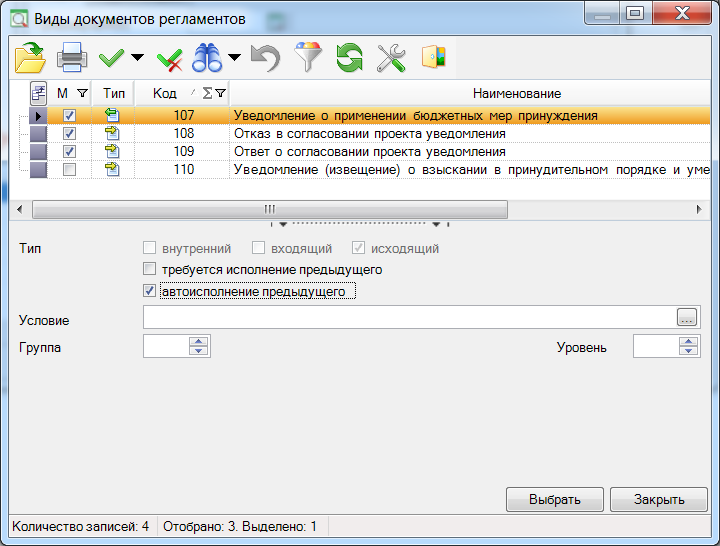 Виды документов регламентов
М Тип Код Σ Наименование
107 Уведомление о применении бюджетных мер принуждения
108 Отказ в согласовании проекта уведомления
109 Ответ о согласовании проекта уведомления
110 Уведомление (извещение) о взыскании в принудительном порядке и уме
Тип внутренний входящий исходящий
требуется исполнение предыдущего
автоисполнение предыдущего
Условие ...
Группа Уровень
Выбрать Закрыть
Количество записей: 4 Отобрано: 3. Выделено: 1